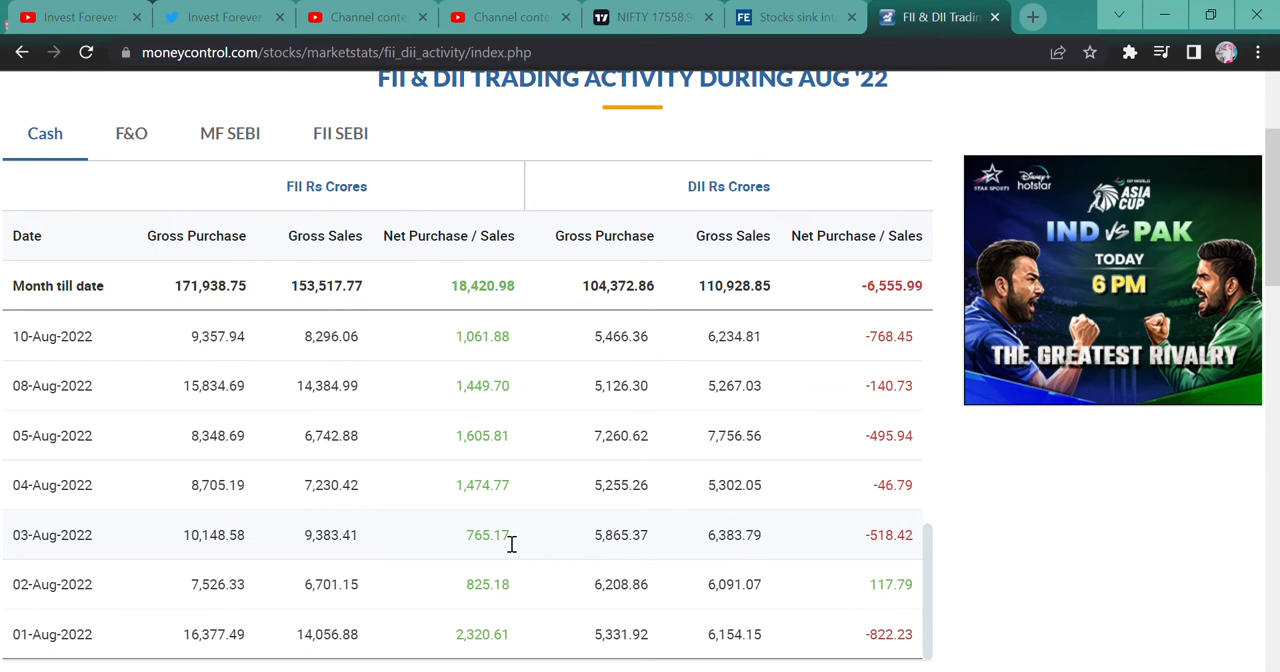 Invest Forever
Invest Forever
Channel conte
Channel conte
NIFTY 17558.9
FE Stocks sink int
FII & DII Tradin
moneycontrol.com/stocks/marketstats/fii_dii_activity/index.php
FII & DII TRADING ACTIVITY DURING AUG '22
Cash F&O MF SEBI FII SEBI
FII Rs Crores DII Rs Crores
Date Gross Purchase Gross Sales Net Purchase / Sales Gross Purchase Gross Sales Net Purchase / Sales
Month till date 171,938.75 153,517.77 18,420.98 104,372.86 110,928.85 -6,555.99
10-Aug-2022 9,357.94 8,296.06 1,061.88 5,466.36 6,234.81 -768.45
08-Aug-2022 15,834.69 14,384.99 1,449.70 5,126.30 5,267.03 -140.73
05-Aug-2022 8,348.69 6,742.88 1,605.81 7,260.62 7,756.56 -495.94
04-Aug-2022 8,705.19 7,230.42 1,474.77 5,255.26 5,302.05 -46.79
03-Aug-2022 10,148.58 9,383.41 765.17 5,865.37 6,383.79 -518.42
02-Aug-2022 7,526.33 6,701.15 825.18 6,208.86 6,091.07 117.79
01-Aug-2022 16,377.49 14,056.88 2,320.61 5,331.92 6,154.15 -822.23
STAR SPORTS
Disney+
hotstar
ASIA
CUP
IND vs PAK
TODAY
6 PM
THE GREATEST RIVALRY